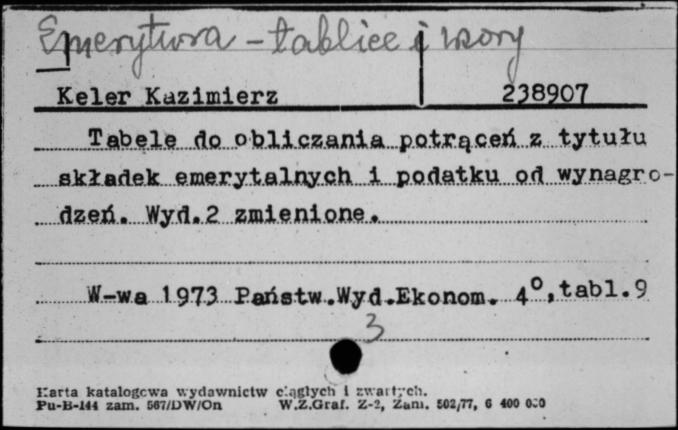 Emerytura - tablice i wzory
Keler Kazimierz 238907
Tabele do obliczania potrąceń z tytułu
składek emerytalnych i podatku od wynagro-
dzeń. Wyd.2 zmienione.
W-wa 1973 Państw.Wyd.Ekonom. 4°, tabl.9
3
Karta katalogowa wydawnictw ciągłych i zwartych.
Pu-B-144 zam. 567/DW/On W.Z.Graf. Z-2, Zam. 502/77, 6 400 000